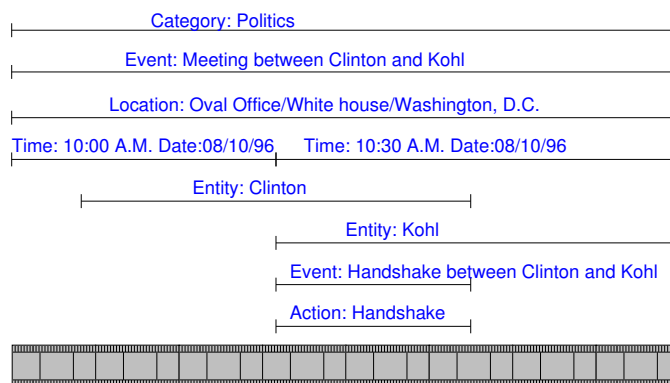 Category: Politics
Event: Meeting between Clinton and Kohl
Location: Oval Office/White house/Washington, D.C.
Time: 10:00 A.M. Date:08/10/96 Time: 10:30 A.M. Date:08/10/96
Entity: Clinton
Entity: Kohl
Event: Handshake between Clinton and Kohl
Action: Handshake